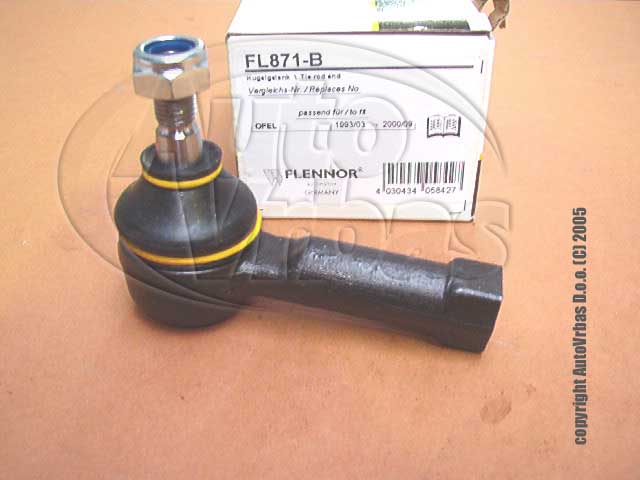 FL871-B
Kugelgelenk \ Tie rod end
Vergleichs-Nr. / Replaces No
passend für / to fit
OPEL 1993/03 - 2000/09
FLENNOR
GERMANY
4 030434 058427
Auto
Vrbas
copyright AutoVrbas D.o.o. (C) 2005